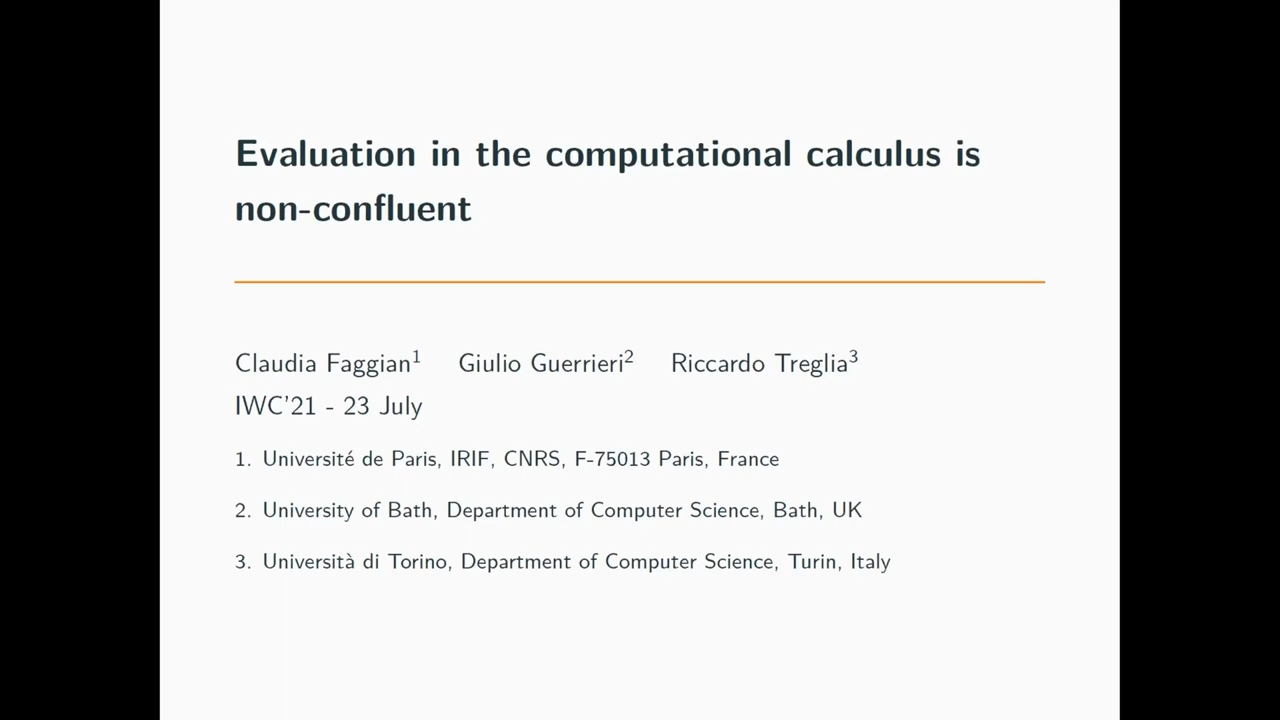 Evaluation in the computational calculus is
non-confluent
Claudia Faggian¹ Giulio Guerrieri² Riccardo Treglia³
IWC'21 - 23 July
1. Université de Paris, IRIF, CNRS, F-75013 Paris, France
2. University of Bath, Department of Computer Science, Bath, UK
3. Università di Torino, Department of Computer Science, Turin, Italy